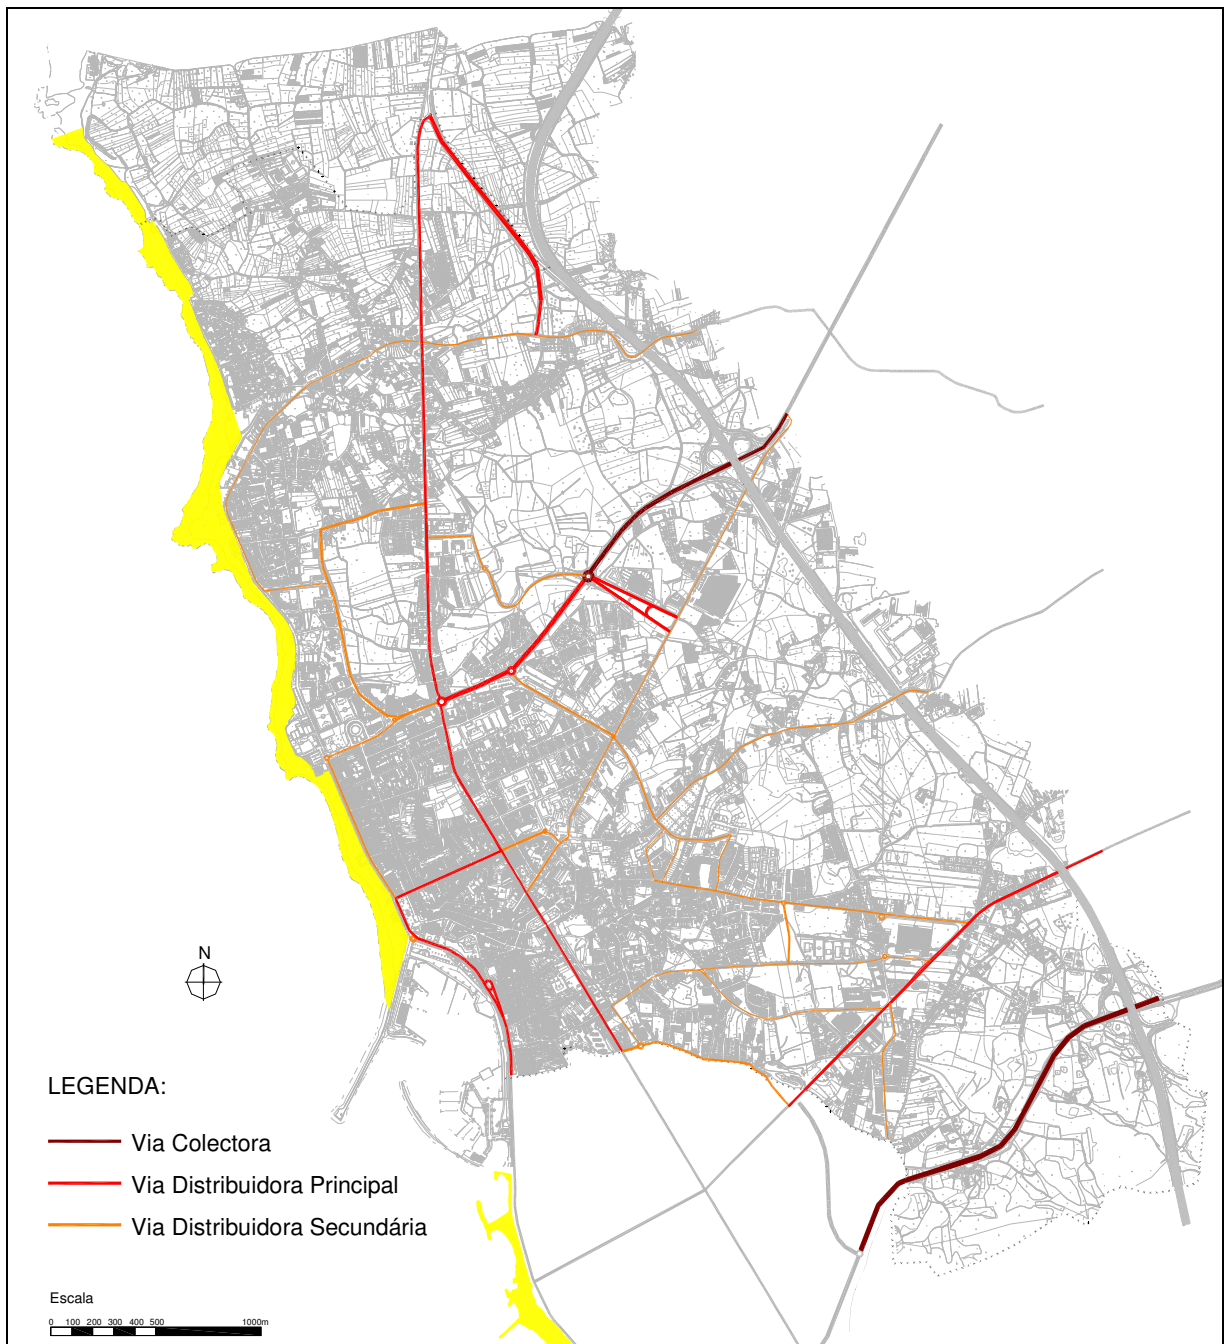 N
LEGENDA:
Via Colectora
Via Distribuidora Principal
Via Distribuidora Secundária
Escala
0 100 200 300 400 500 1000m